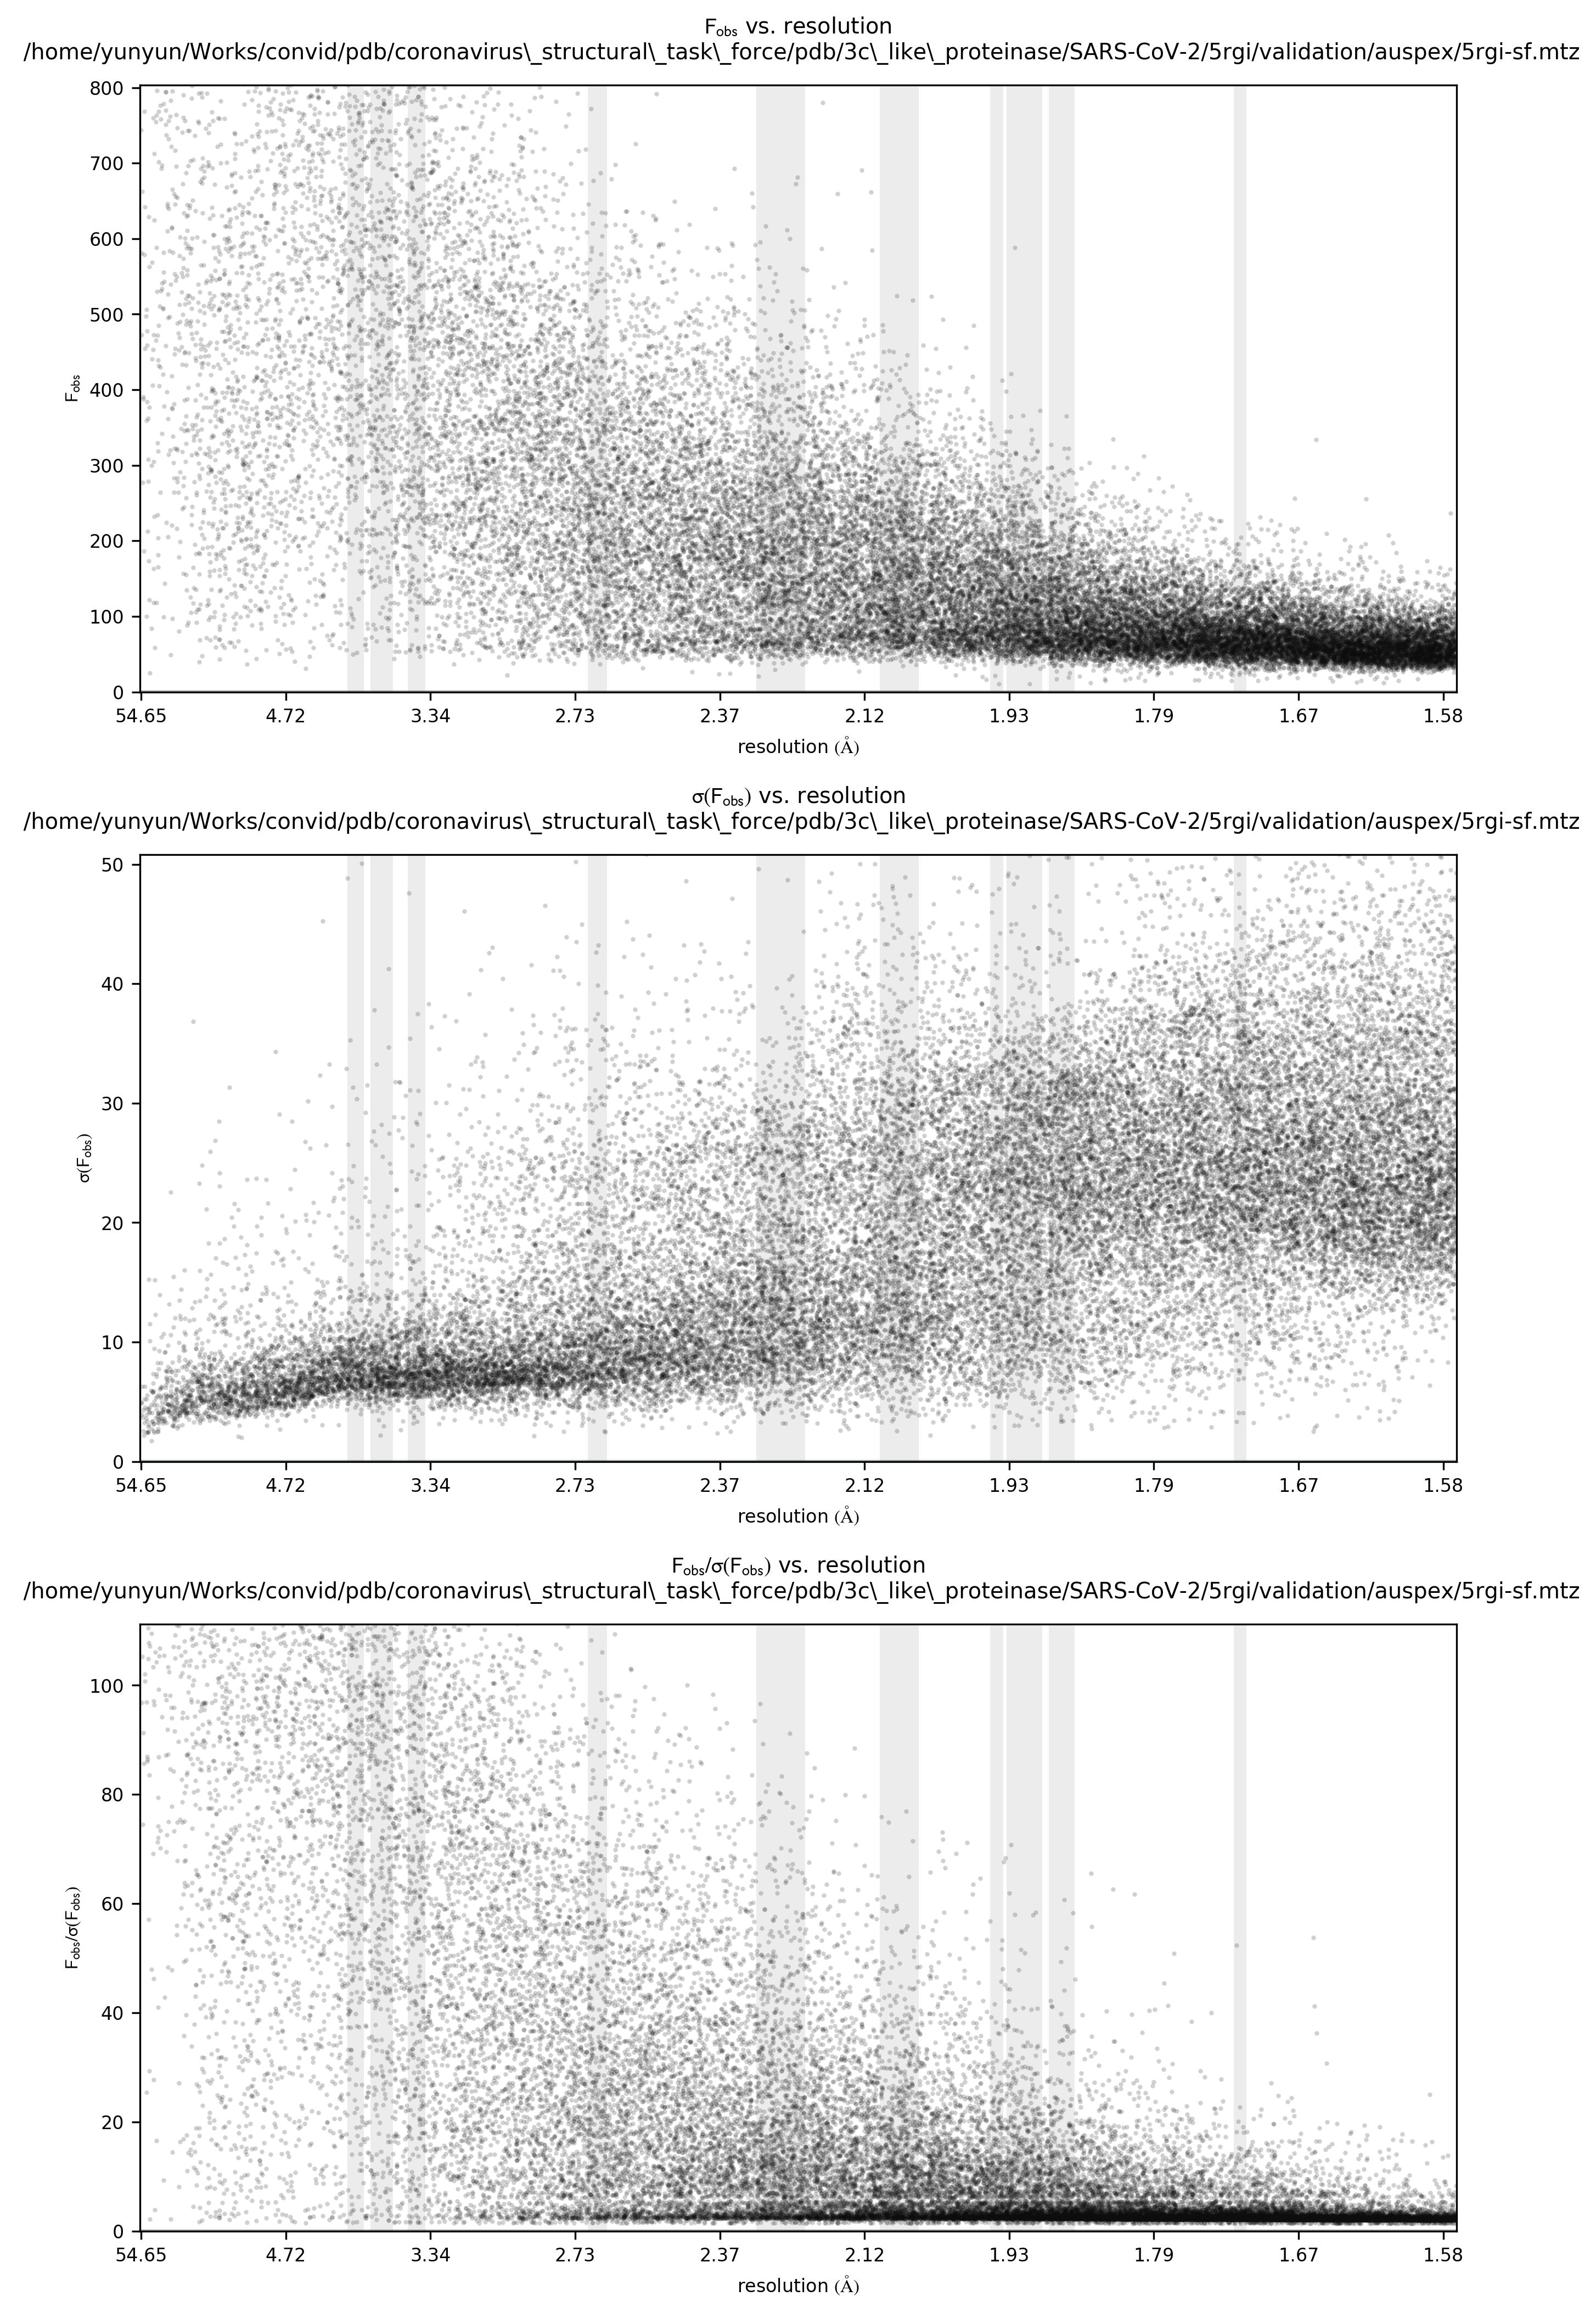 Fobs vs. resolution
/home/yunyun/Works/convid/pdb/coronavirus\_structural\_task\_force/pdb/3c\_like\_proteinase/SARS-CoV-2/5rgi/validation/auspex/5rgi-sf.mtz
800
700
600
500
400
300
200
100
0
Fobs
54.65 4.72 3.34 2.73 2.37 2.12 1.93 1.79 1.67 1.58
resolution (Å)
σ(Fobs) vs. resolution
/home/yunyun/Works/convid/pdb/coronavirus\_structural\_task\_force/pdb/3c\_like\_proteinase/SARS-CoV-2/5rgi/validation/auspex/5rgi-sf.mtz
50
40
30
20
10
0
σ(Fobs)
54.65 4.72 3.34 2.73 2.37 2.12 1.93 1.79 1.67 1.58
resolution (Å)
Fobs/σ(Fobs) vs. resolution
/home/yunyun/Works/convid/pdb/coronavirus\_structural\_task\_force/pdb/3c\_like\_proteinase/SARS-CoV-2/5rgi/validation/auspex/5rgi-sf.mtz
100
80
60
40
20
0
Fobs/σ(Fobs)
54.65 4.72 3.34 2.73 2.37 2.12 1.93 1.79 1.67 1.58
resolution (Å)